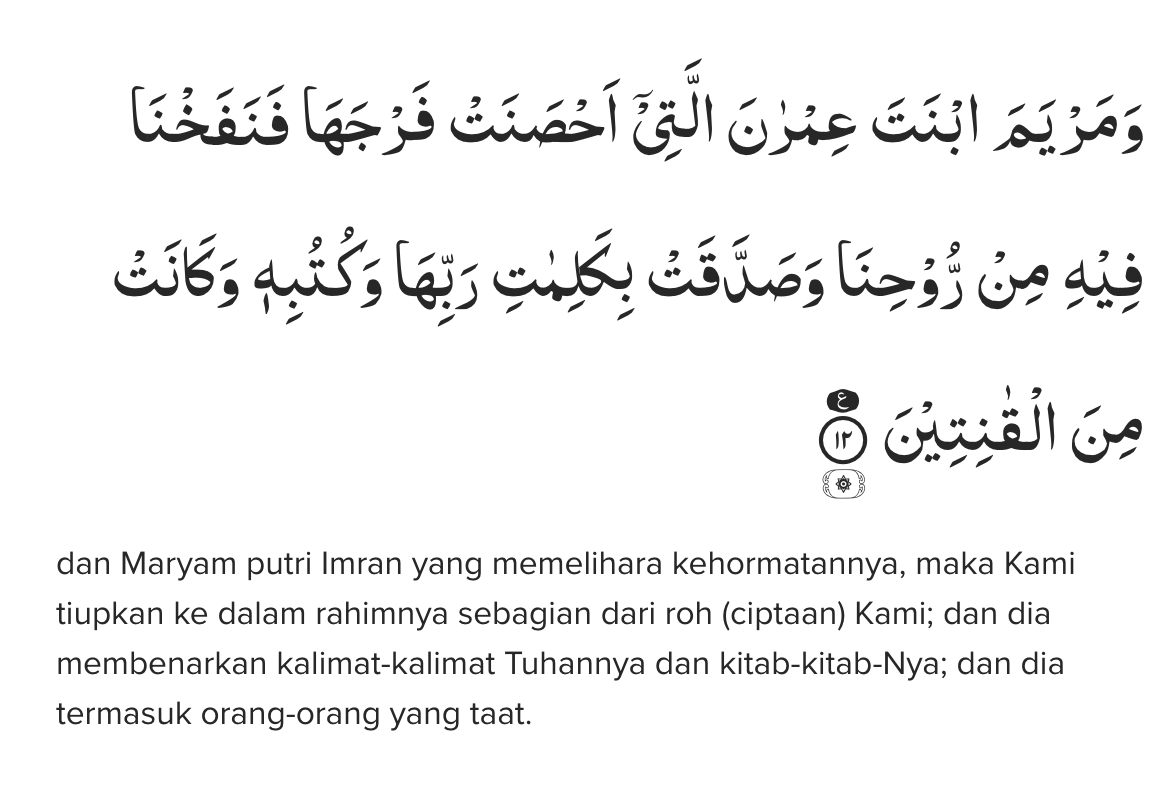 وَمَرْيَمَ ابْنَتَ عِمْرٰنَ الَّتِيْٓ اَحْصَنَتْ فَرْجَهَا فَنَفَخْنَا
فِيْهِ مِنْ رُّوْحِنَا وَصَدَّقَتْ بِكَلِمٰتِ رَبِّهَا وَكُتُبِهٖ وَكَانَتْ
مِنَ الْقٰنِتِيْنَ ࣖ ١٢ ۔
dan Maryam putri Imran yang memelihara kehormatannya, maka Kami
tiupkan ke dalam rahimnya sebagian dari roh (ciptaan) Kami; dan dia
membenarkan kalimat-kalimat Tuhannya dan kitab-kitab-Nya; dan dia
termasuk orang-orang yang taat.